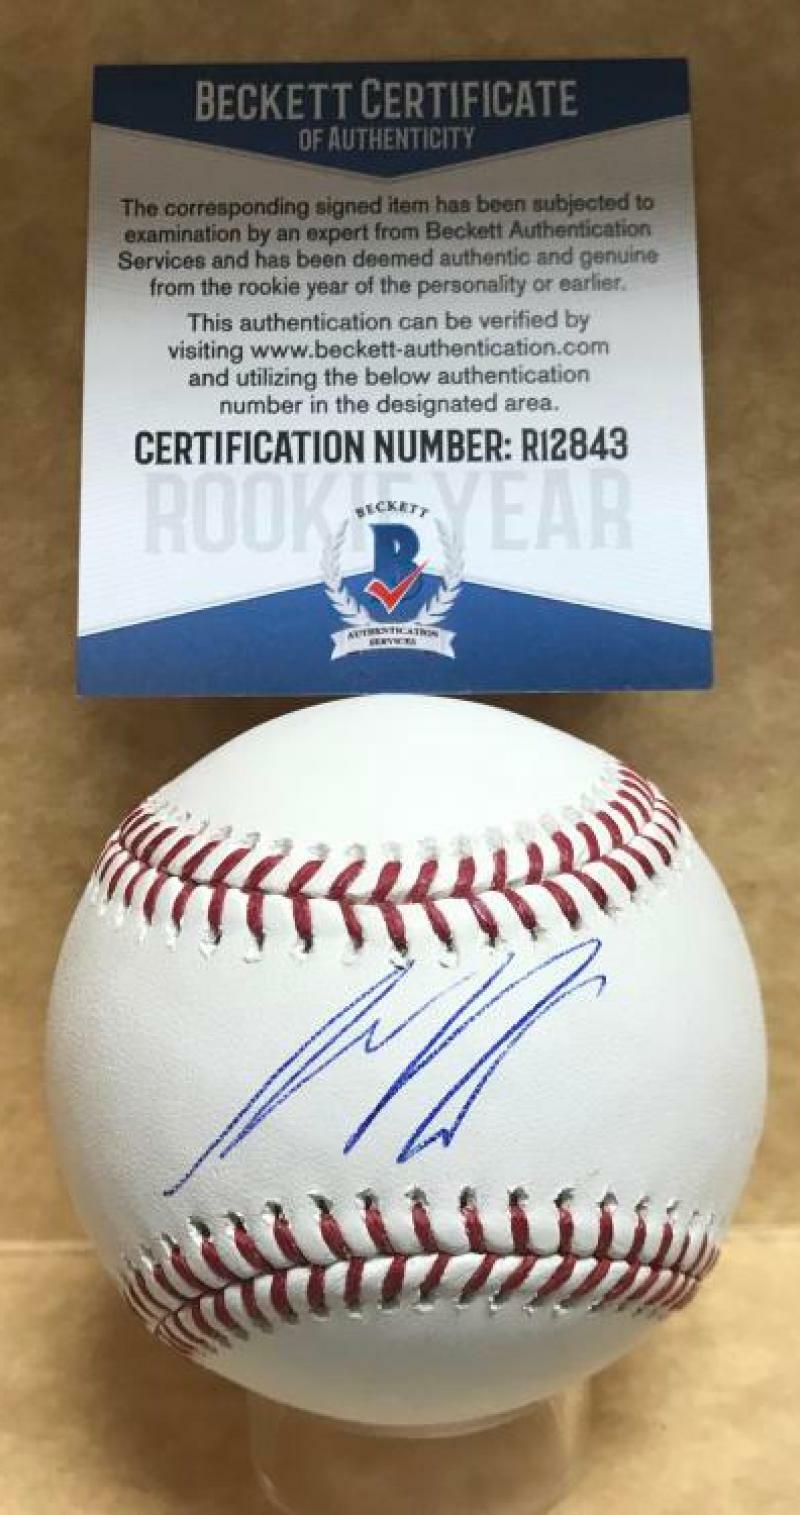 BECKETT CERTIFICATE
OF AUTHENTICITY
The corresponding signed item has been subjected to
examination by an expert from Beckett Authentication
Services and has been deemed authentic and genuine
from the rookie year of the personality or earlier.
This authentication can be verified by
visiting www.beckett-authentication.com
and utilizing the below authentication
number in the designated area.
CERTIFICATION NUMBER: R12843
ROOKIE YEAR
BECKETT
B
AUTHENTICATION
SERVICES